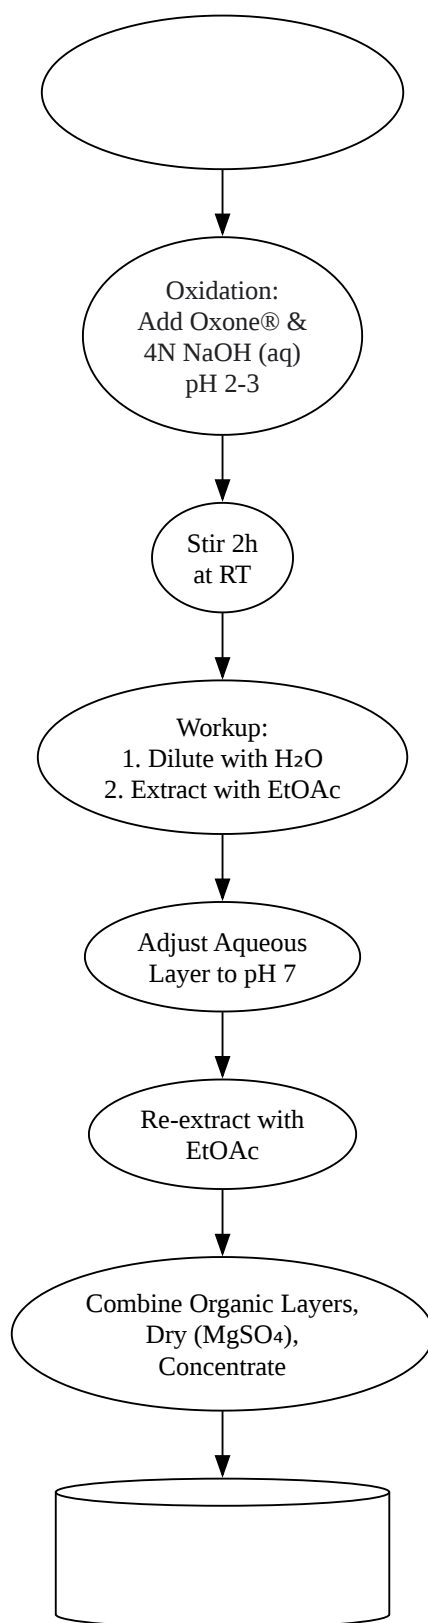 Oxidation:
Add Oxone® &
4N NaOH (aq)
pH 2-3
Stir 2h
at RT
Workup:
1. Dilute with H₂O
2. Extract with EtOAc
Adjust Aqueous
Layer to pH 7
Re-extract with
EtOAc
Combine Organic Layers,
Dry (MgSO₄),
Concentrate